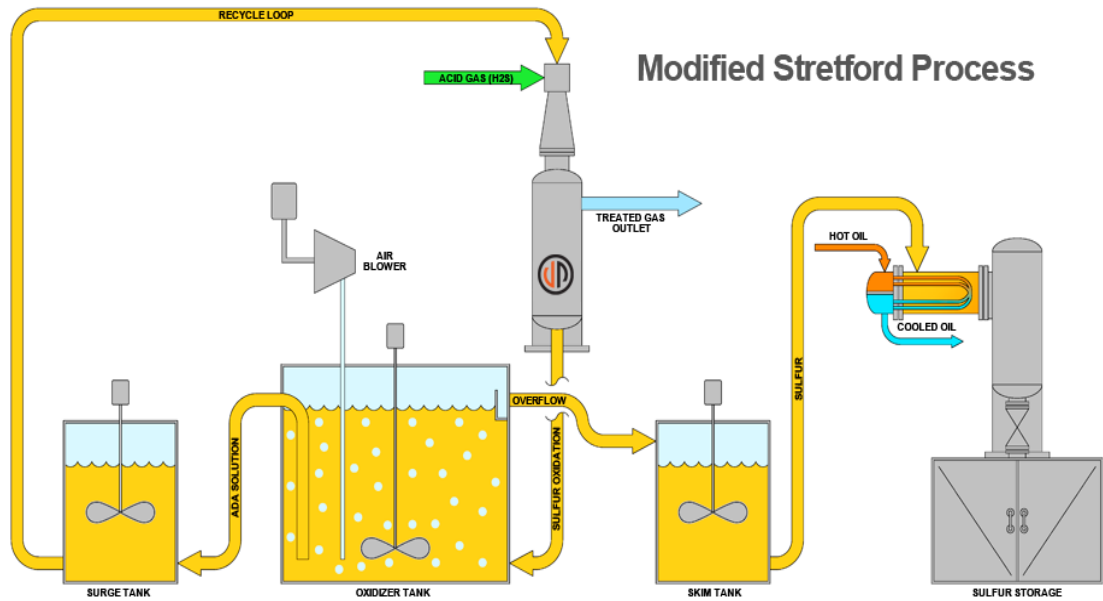 RECYCLE LOOP
Modified Stretford Process
ACID GAS (H2S)
TREATED GAS
OUTLET
HOT OIL
AIR
BLOWER
COOLED OIL
SULFUR
OVERFLOW
ADA SOLUTION
SULFUR OXIDATION
SURGE TANK
OXIDIZER TANK
SKIM TANK
SULFUR STORAGE